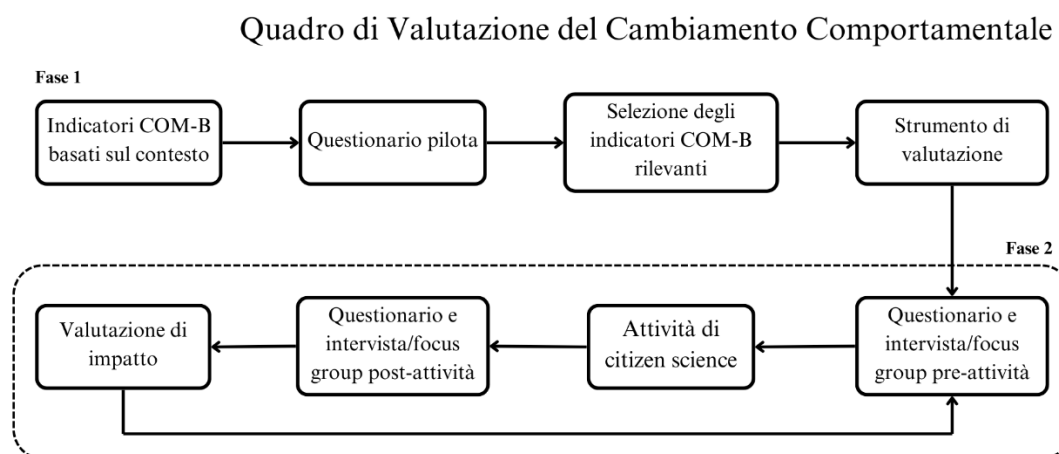 Quadro di Valutazione del Cambiamento Comportamentale
Fase 1
Indicatori COM-B
basati sul contesto
Questionario pilota
Selezione degli
indicatori COM-B
rilevanti
Strumento di
valutazione
Fase 2
Valutazione di
impatto
Questionario e
intervista/focus
group post-attività
Attività di
citizen science
Questionario e
intervista/focus
group pre-attività